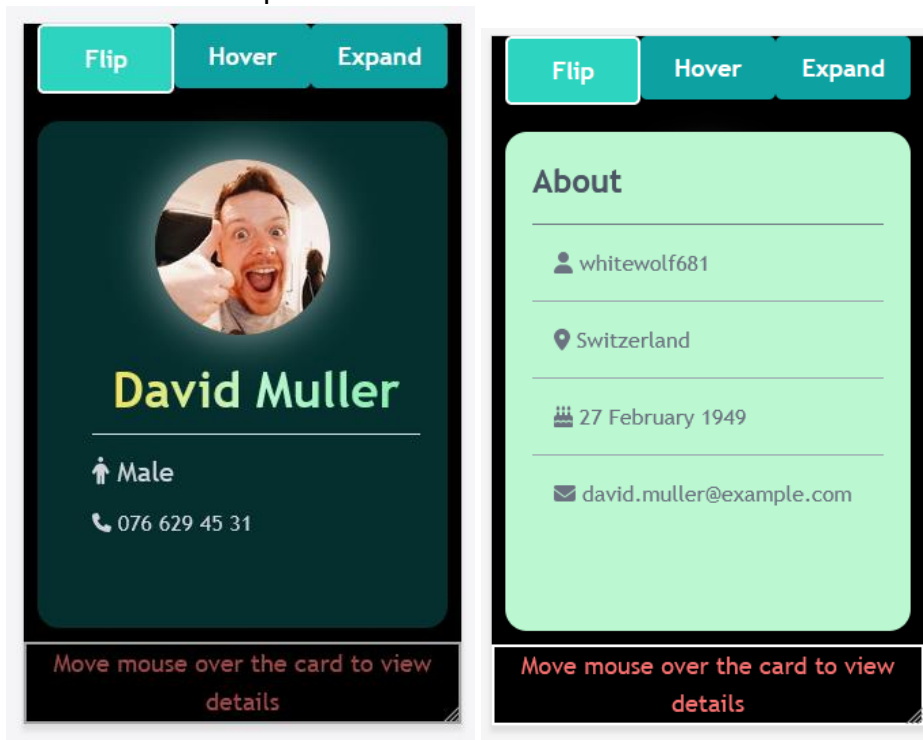 Flip Hover Expand
David Muller
Male
076 629 45 31
Move mouse over the card to view
details
Flip Hover Expand
About
whitewolf681
Switzerland
27 February 1949
david.muller@example.com
Move mouse over the card to view
details